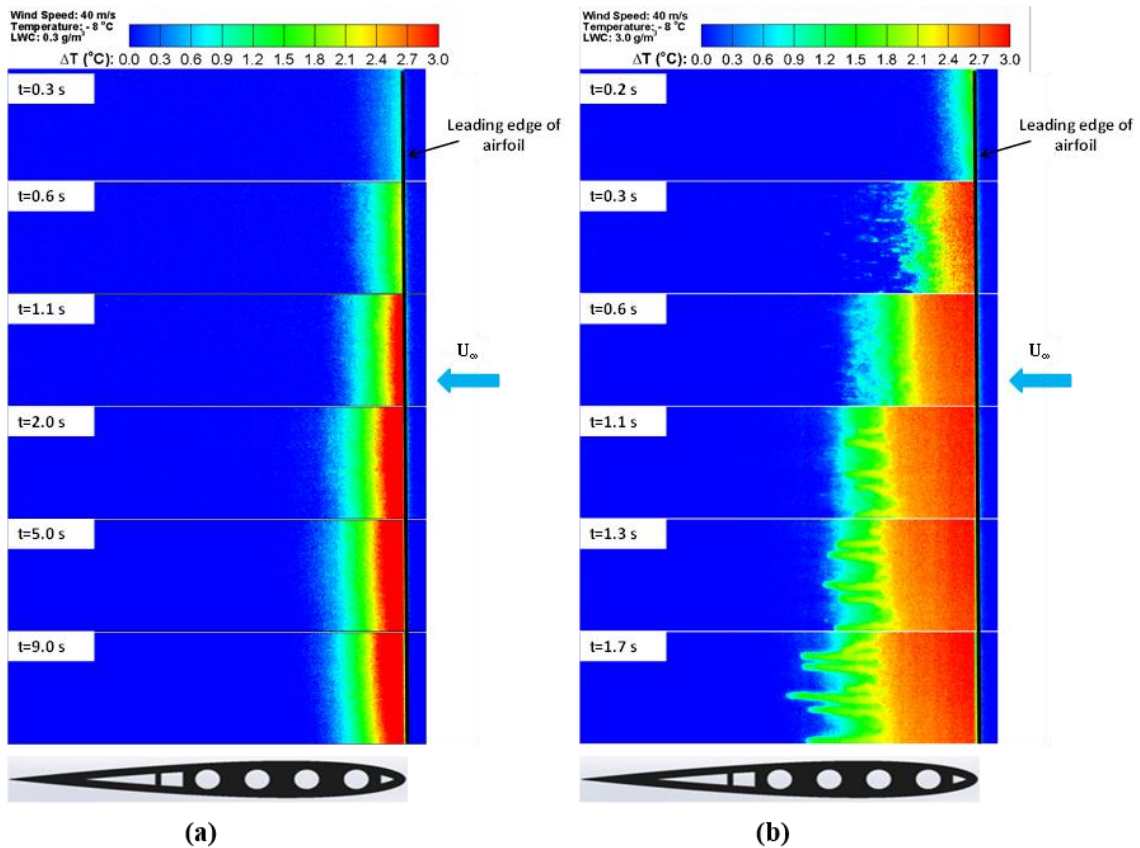 Wind Speed: 40 m/s
Temperature: - 8 °C
LWC: 0.3 g/m³
ΔT (°C): 0.0 0.3 0.6 0.9 1.2 1.5 1.8 2.1 2.4 2.7 3.0
t=0.3 s
Leading edge of
airfoil
t=0.6 s
t=1.1 s
U∞
t=2.0 s
t=5.0 s
t=9.0 s
(a)
Wind Speed: 40 m/s
Temperature: - 8 °C
LWC: 3.0 g/m³
ΔT (°C): 0.0 0.3 0.6 0.9 1.2 1.5 1.8 2.1 2.4 2.7 3.0
t=0.2 s
Leading edge of
airfoil
t=0.3 s
t=0.6 s
U∞
t=1.1 s
t=1.3 s
t=1.7 s
(b)